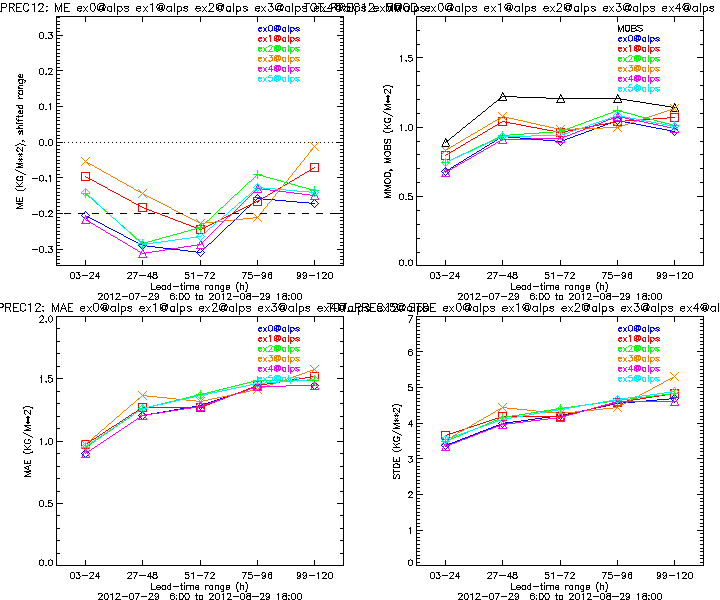 PREC12: ME ex0@alps ex1@alps ex2@alps ex3@alps
MMOD ex0@alps ex1@alps ex2@alps ex3@alps ex4@alps
ex0@alps
ex1@alps
ex2@alps
ex3@alps
ex4@alps
ex5@alps
ME (KG/M**2), shifted range
0.3
0.2
0.1
0.0
-0.1
-0.2
-0.3
03-24 27-48 51-72 75-96 99-120
Lead-time range (h)
2012-07-29 6:00 to 2012-08-29 18:00
MOBS
ex0@alps
ex1@alps
ex2@alps
ex3@alps
ex4@alps
ex5@alps
MMOD, MOBS (KG/M**2)
1.5
1.0
0.5
0.0
03-24 27-48 51-72 75-96 99-120
Lead-time range (h)
2012-07-29 6:00 to 2012-08-29 18:00
PREC12: MAE ex0@alps ex1@alps ex2@alps ex3@alps
STDE ex0@alps ex1@alps ex2@alps ex3@alps ex4@al
ex0@alps
ex1@alps
ex2@alps
ex3@alps
ex4@alps
ex5@alps
MAE (KG/M**2)
2.0
1.5
1.0
0.5
0.0
03-24 27-48 51-72 75-96 99-120
Lead-time range (h)
2012-07-29 6:00 to 2012-08-29 18:00
ex0@alps
ex1@alps
ex2@alps
ex3@alps
ex4@alps
ex5@alps
STDE (KG/M**2)
7
6
5
4
3
2
1
0
03-24 27-48 51-72 75-96 99-120
Lead-time range (h)
2012-07-29 6:00 to 2012-08-29 18:00